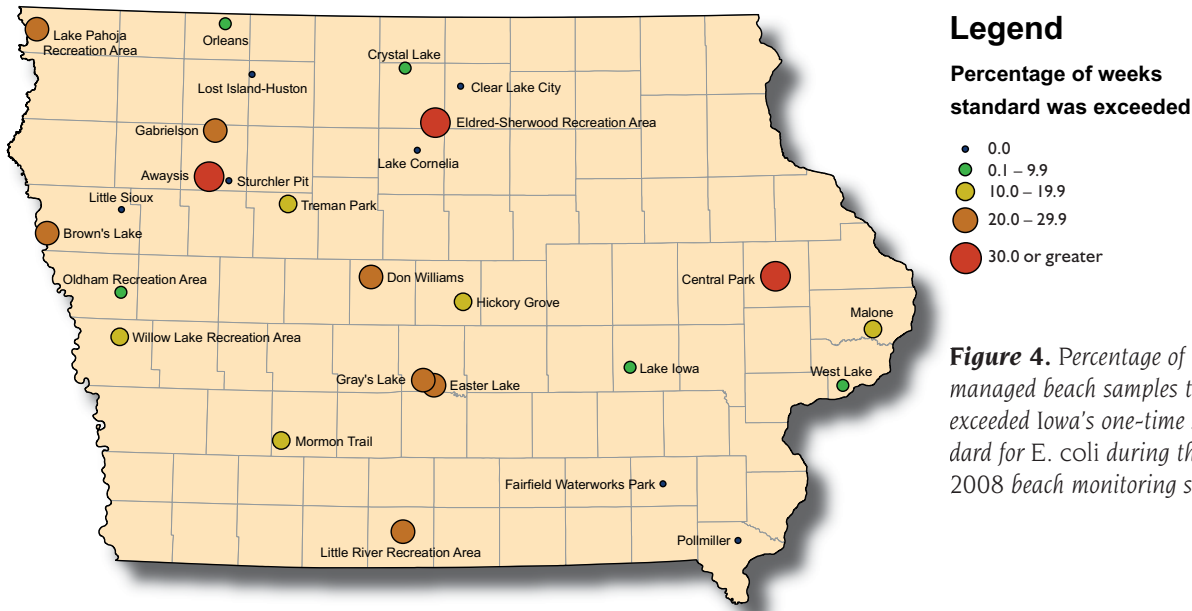 Lake Pahoja
Recreation Area
Orleans
Crystal Lake
Lost Island-Huston
Clear Lake City
Gabrielson
Eldred-Sherwood Recreation Area
Lake Cornelia
Awaysis
Sturchler Pit
Little Sioux
Treman Park
Brown's Lake
Oldham Recreation Area
Don Williams
Central Park
Hickory Grove
Malone
Willow Lake Recreation Area
Gray's Lake
Easter Lake
Lake Iowa
West Lake
Mormon Trail
Fairfield Waterworks Park
Little River Recreation Area
Pollmiller
Legend
Percentage of weeks
standard was exceeded
0.0
0.1 – 9.9
10.0 – 19.9
20.0 – 29.9
30.0 or greater
Figure 4. Percentage of
managed beach samples t
exceeded Iowa's one-time
dard for E. coli during th
2008 beach monitoring s